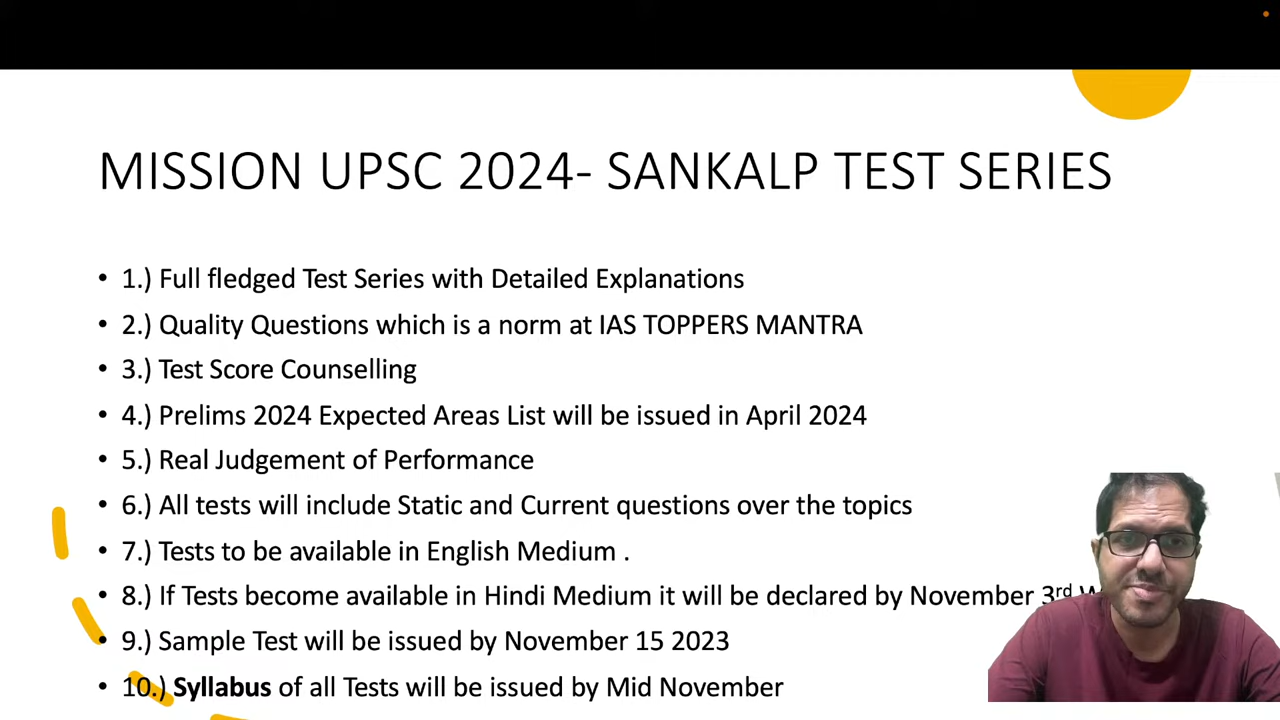 MISSION UPSC 2024- SANKALP TEST SERIES
• 1.) Full fledged Test Series with Detailed Explanations
• 2.) Quality Questions which is a norm at IAS TOPPERS MANTRA
• 3.) Test Score Counselling
• 4.) Prelims 2024 Expected Areas List will be issued in April 2024
• 5.) Real Judgement of Performance
• 6.) All tests will include Static and Current questions over the topics
• 7.) Tests to be available in English Medium .
• 8.) If Tests become available in Hindi Medium it will be declared by November 3rd
• 9.) Sample Test will be issued by November 15 2023
• 10.) Syllabus of all Tests will be issued by Mid November